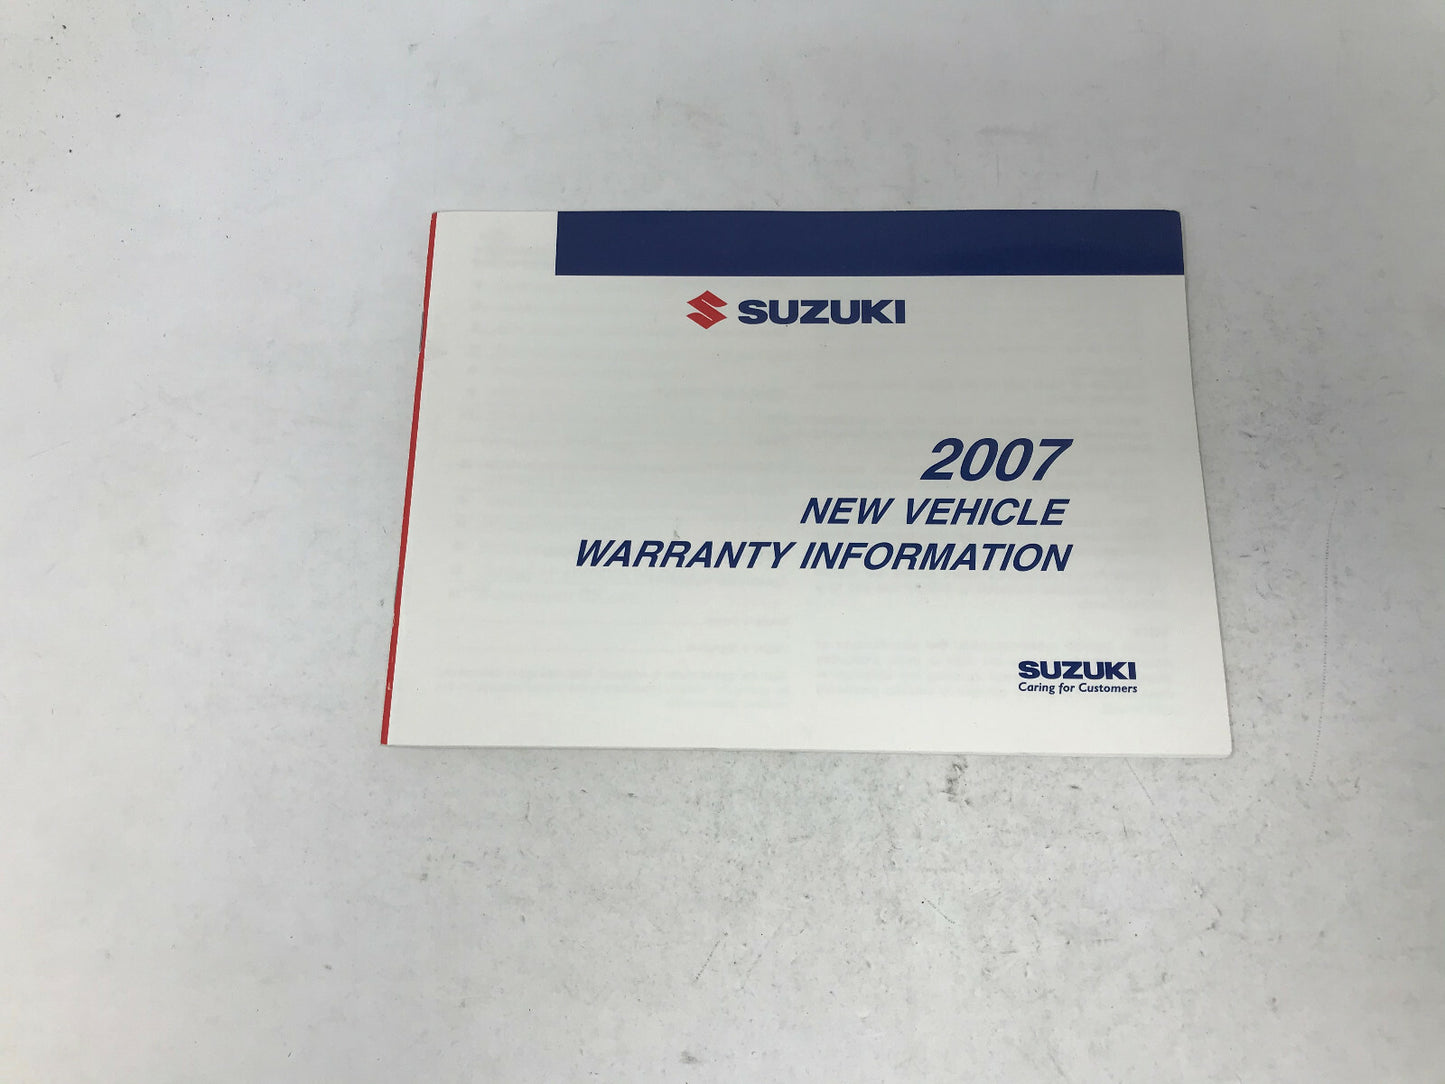 SUZUKI
2007
NEW VEHICLE
WARRANTY INFORMATION
SUZUKI
Caring for Customers